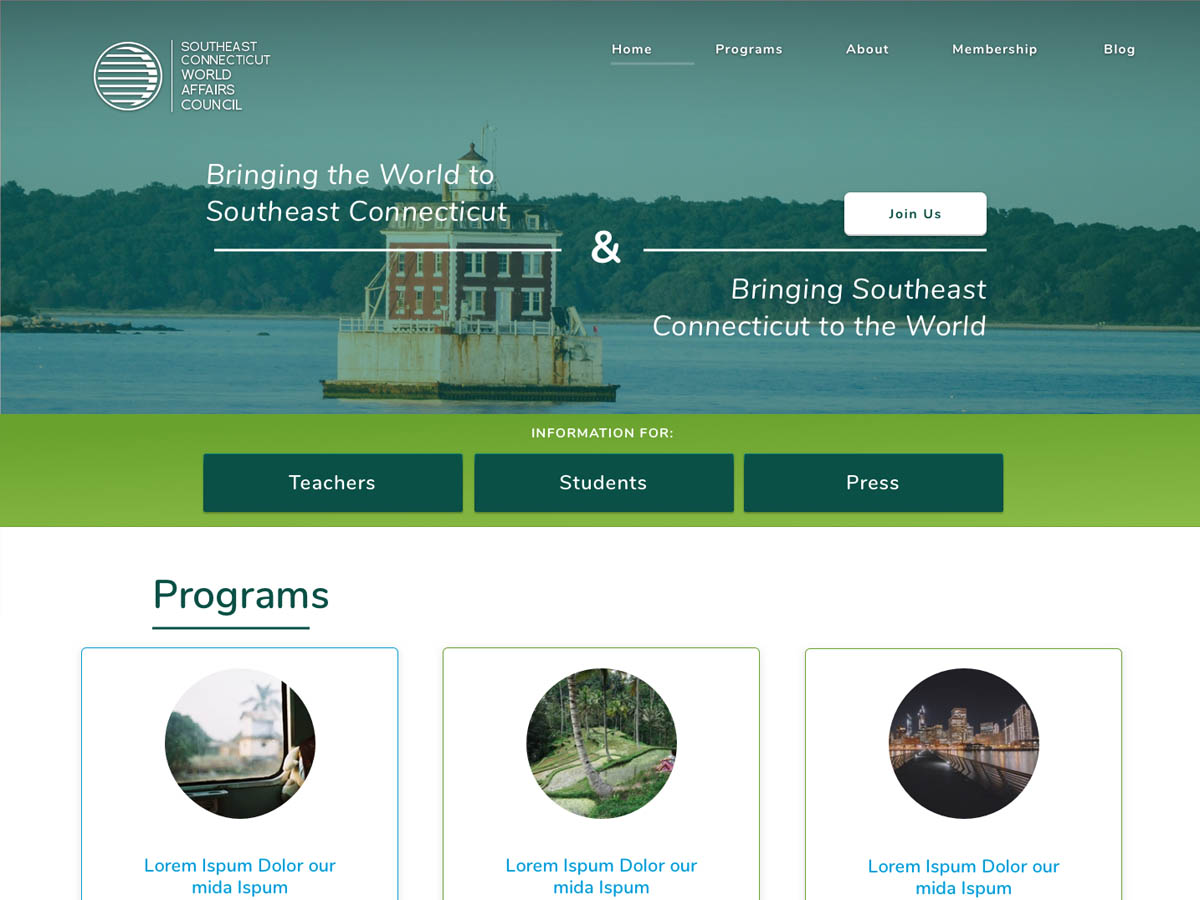 SOUTHEAST
CONNECTICUT
WORLD
AFFAIRS
COUNCIL
Home Programs About Membership Blog
Bringing the World to
Southeast Connecticut
Join Us
&
Bringing Southeast
Connecticut to the World
INFORMATION FOR:
Teachers Students Press
Programs
Lorem Ispum Dolor our
mida Ispum
Lorem Ispum Dolor our
mida Ispum
Lorem Ispum Dolor our
mida Ispum